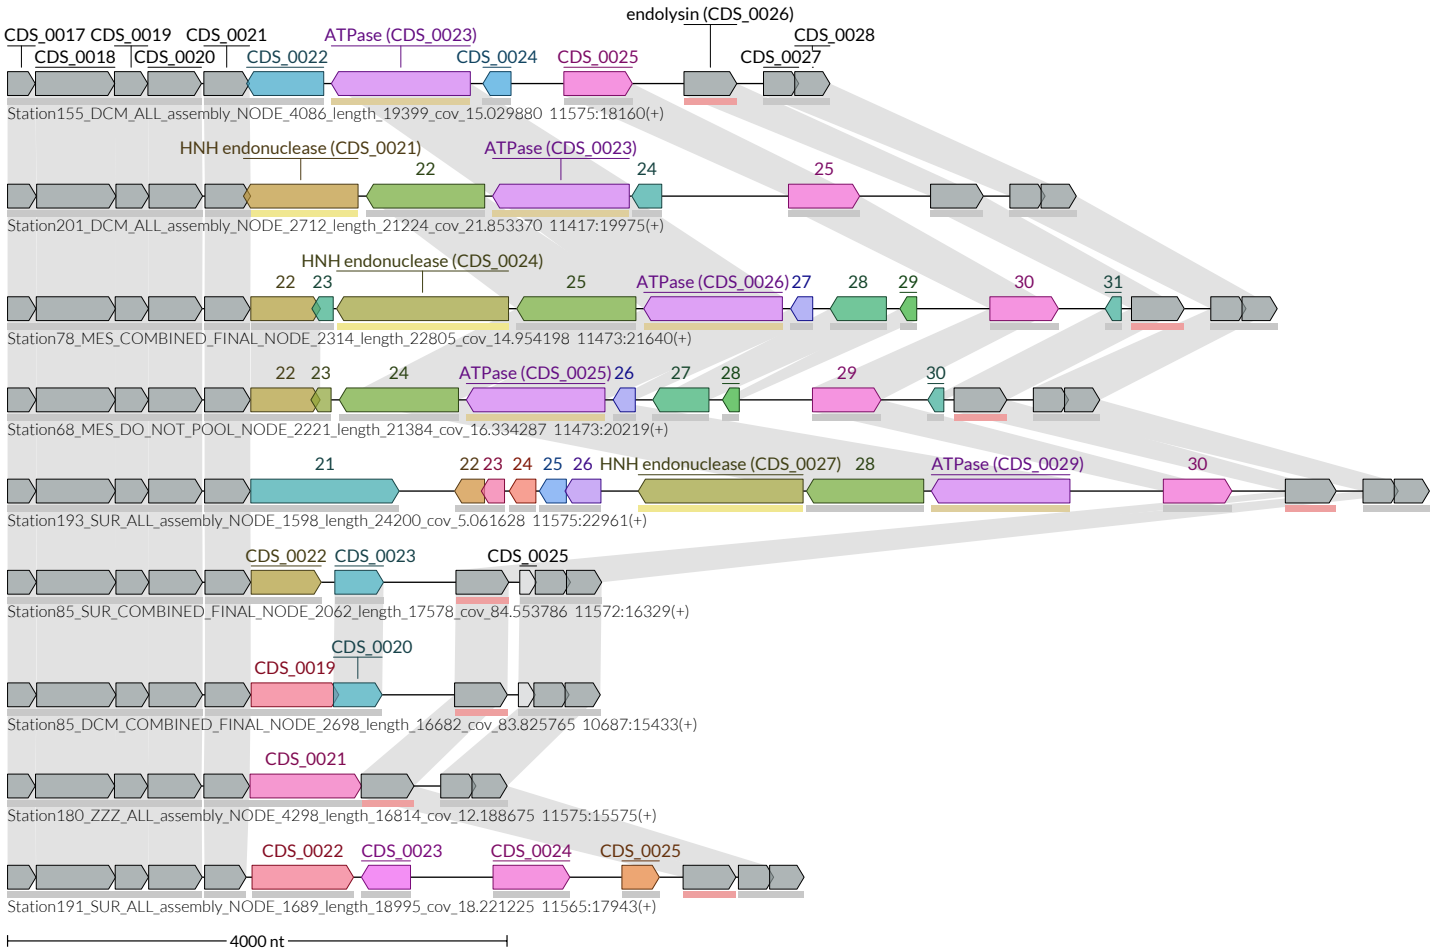 endolysin (CDS_0026)
CDS_0017 CDS_0019 CDS_0021 ATPase (CDS_0023) CDS_0028
CDS_0018 CDS_0020 CDS_0022 CDS_0024 CDS_0025 CDS_0027
Station155_DCM_ALL_assembly_NODE_4086_length_19399_cov_15.029880 11575:18160(+)
HNH endonuclease (CDS_0021) ATPase (CDS_0023)
22 24 25
Station201_DCM_ALL_assembly_NODE_2712_length_21224_cov_21.853370 11417:19975(+)
HNH endonuclease (CDS_0024)
22 23 25 ATPase (CDS_0026) 27 28 29 30 31
Station78_MES_COMBINED_FINAL_NODE_2314_length_22805_cov_14.954198 11473:21640(+)
22 23 24 ATPase (CDS_0025) 26 27 28 29 30
Station68_MES_DO_NOT_POOL_NODE_2221_length_21384_cov_16.334287 11473:20219(+)
21 22 23 24 25 26 HNH endonuclease (CDS_0027) 28 ATPase (CDS_0029) 30
Station193_SUR_ALL_assembly_NODE_1598_length_24200_cov_5.061628 11575:22961(+)
CDS_0022 CDS_0023 CDS_0025
Station85_SUR_COMBINED_FINAL_NODE_2062_length_17578_cov_84.553786 11572:16329(+)
CDS_0020
CDS_0019
Station85_DCM_COMBINED_FINAL_NODE_2698_length_16682_cov_83.825765 10687:15433(+)
CDS_0021
Station180_ZZZ_ALL_assembly_NODE_4298_length_16814_cov_12.188675 11575:15575(+)
CDS_0022 CDS_0023 CDS_0024 CDS_0025
Station191_SUR_ALL_assembly_NODE_1689_length_18995_cov_18.221225 11565:17943(+)
4000 nt